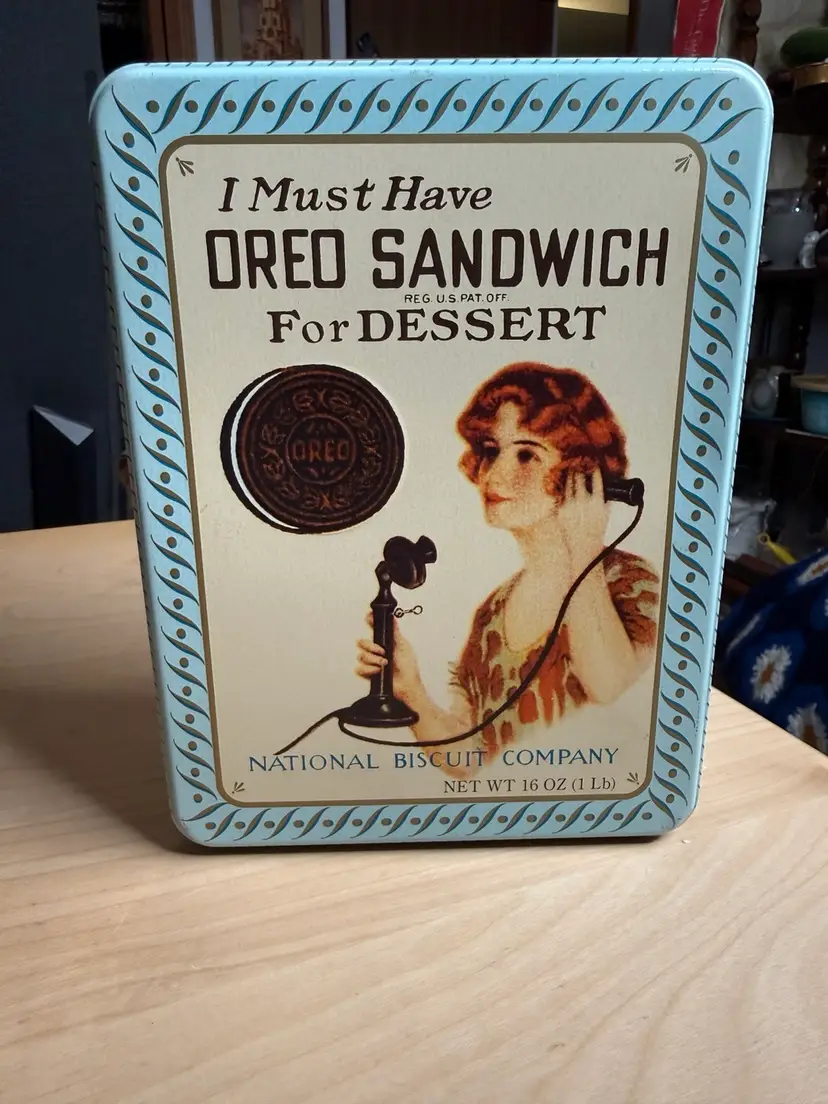 I Must Have
OREO SANDWICH
REG. U.S. PAT. OFF.
For DESSERT
OREO
NATIONAL BISCUIT COMPANY
NET WT 16 OZ (1 Lb)